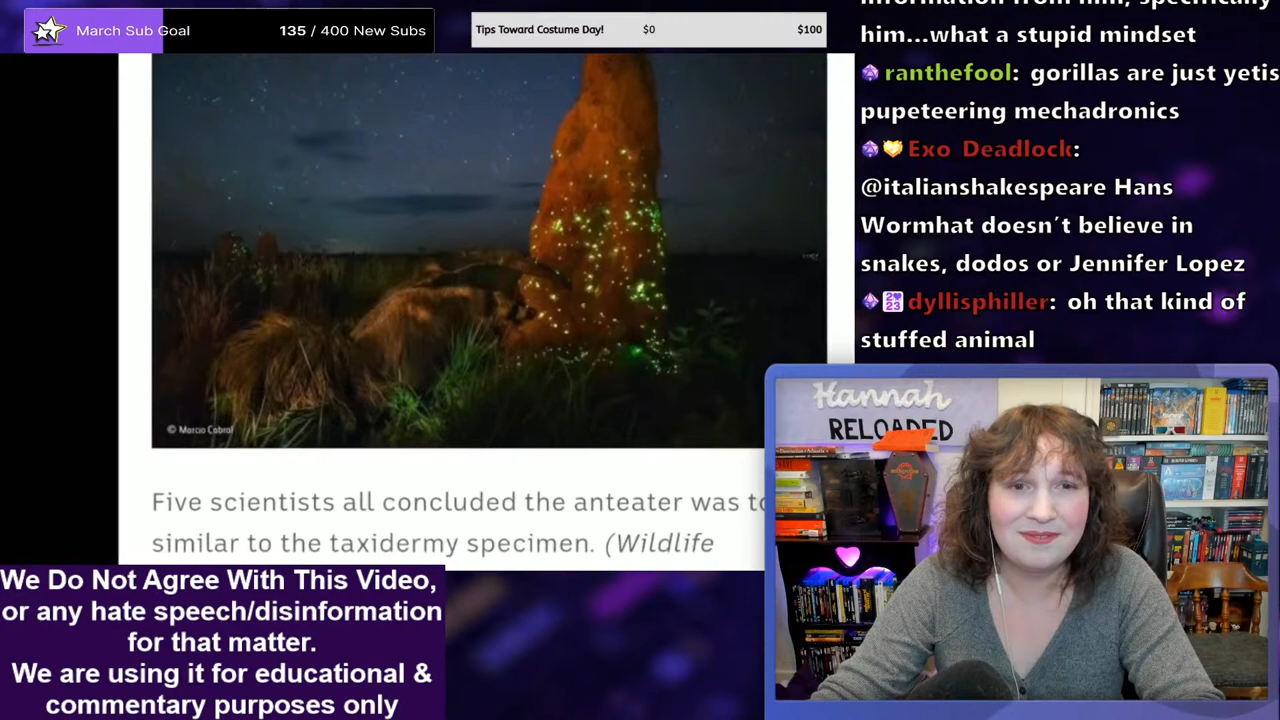 March Sub Goal
135 / 400 New Subs
Tips Toward Costume Day!
$0
$100
him...what a stupid mindset
ranthefool: gorillas are just yetis
pupeteering mechadronics
Exo_Deadlock:
@italianshakespeare Hans
Wormhat doesn't believe in
snakes, dodos or Jennifer Lopez
dyllisphiller: oh that kind of
stuffed animal
© Marcio Cabral
Five scientists all concluded the anteater was
similar to the taxidermy specimen. (Wildlife
Hannah
RELOADED
We Do Not Agree With This Video,
or any hate speech/disinformation
for that matter.
We are using it for educational &
commentary purposes only